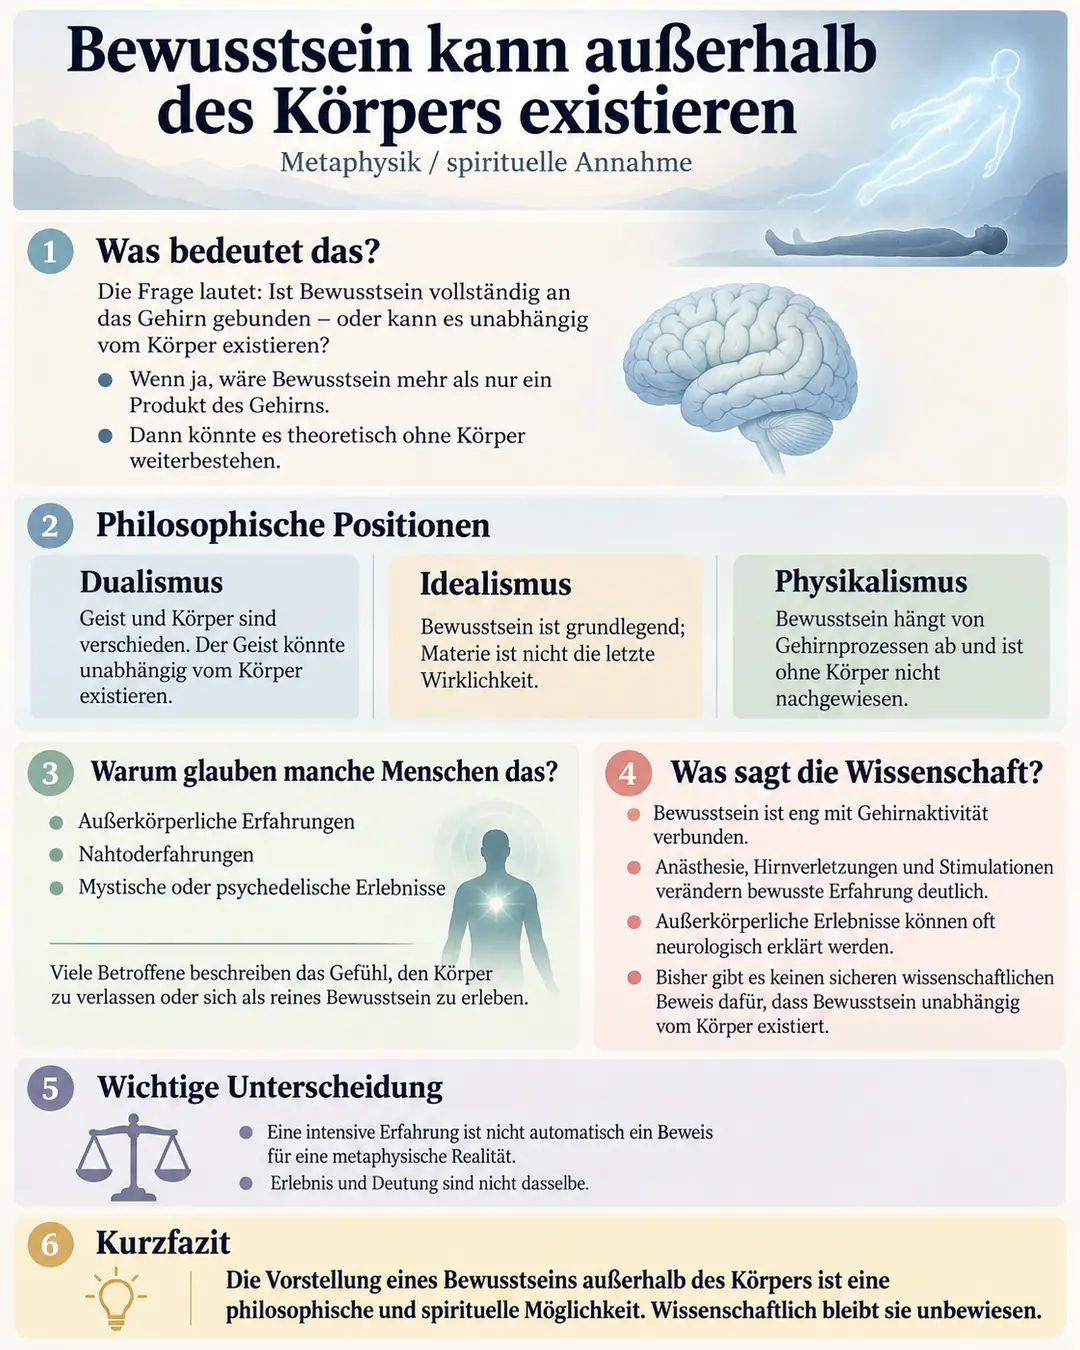 Bewusstsein kann außerhalb
des Körpers existieren
Metaphysik / spirituelle Annahme
1 Was bedeutet das?
Die Frage lautet: Ist Bewusstsein vollständig an
das Gehirn gebunden – oder kann es unabhängig
vom Körper existieren?
Wenn ja, wäre Bewusstsein mehr als nur ein
Produkt des Gehirns.
Dann könnte es theoretisch ohne Körper
weiterbestehen.
2 Philosophische Positionen
Dualismus
Geist und Körper sind
verschieden. Der Geist könnte
unabhängig vom Körper
existieren.
Idealismus
Bewusstsein ist grundlegend;
Materie ist nicht die letzte
Wirklichkeit.
Physikalismus
Bewusstsein hängt von
Gehirnprozessen ab und ist
ohne Körper nicht
nachgewiesen.
3 Warum glauben manche Menschen das?
Außerkörperliche Erfahrungen
Nahtoderfahrungen
Mystische oder psychedelische Erlebnisse
Viele Betroffene beschreiben das Gefühl, den Körper
zu verlassen oder sich als reines Bewusstsein zu erleben.
4 Was sagt die Wissenschaft?
Bewusstsein ist eng mit Gehirnaktivität
verbunden.
Anästhesie, Hirnverletzungen und Stimulationen
verändern bewusste Erfahrung deutlich.
Außerkörperliche Erlebnisse können oft
neurologisch erklärt werden.
Bisher gibt es keinen sicheren wissenschaftlichen
Beweis dafür, dass Bewusstsein unabhängig
vom Körper existiert.
5 Wichtige Unterscheidung
Eine intensive Erfahrung ist nicht automatisch ein Beweis
für eine metaphysische Realität.
Erlebnis und Deutung sind nicht dasselbe.
6 Kurzfazit
Die Vorstellung eines Bewusstseins außerhalb des Körpers ist eine
philosophische und spirituelle Möglichkeit. Wissenschaftlich bleibt sie unbewiesen.